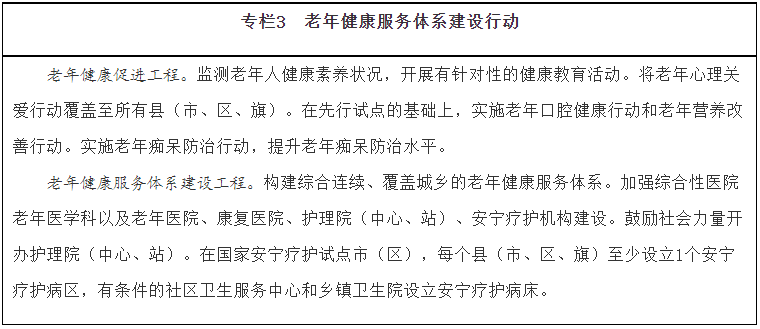 专栏3　老年健康服务体系建设行动
老年健康促进工程。监测老年人健康素养状况，开展有针对性的健康教育活动。将老年心理关
爱行动覆盖至所有县（市、区、旗）。在先行试点的基础上，实施老年口腔健康行动和老年营养改
善行动。实施老年痴呆防治行动，提升老年痴呆防治水平。
老年健康服务体系建设工程。构建综合连续、覆盖城乡的老年健康服务体系。加强综合性医院
老年医学科以及老年医院、康复医院、护理院（中心、站）、安宁疗护机构建设。鼓励社会力量开
办护理院（中心、站）。在国家安宁疗护试点市（区），每个县（市、区、旗）至少设立1个安宁
疗护病区，有条件的社区卫生服务中心和乡镇卫生院设立安宁疗护病床。